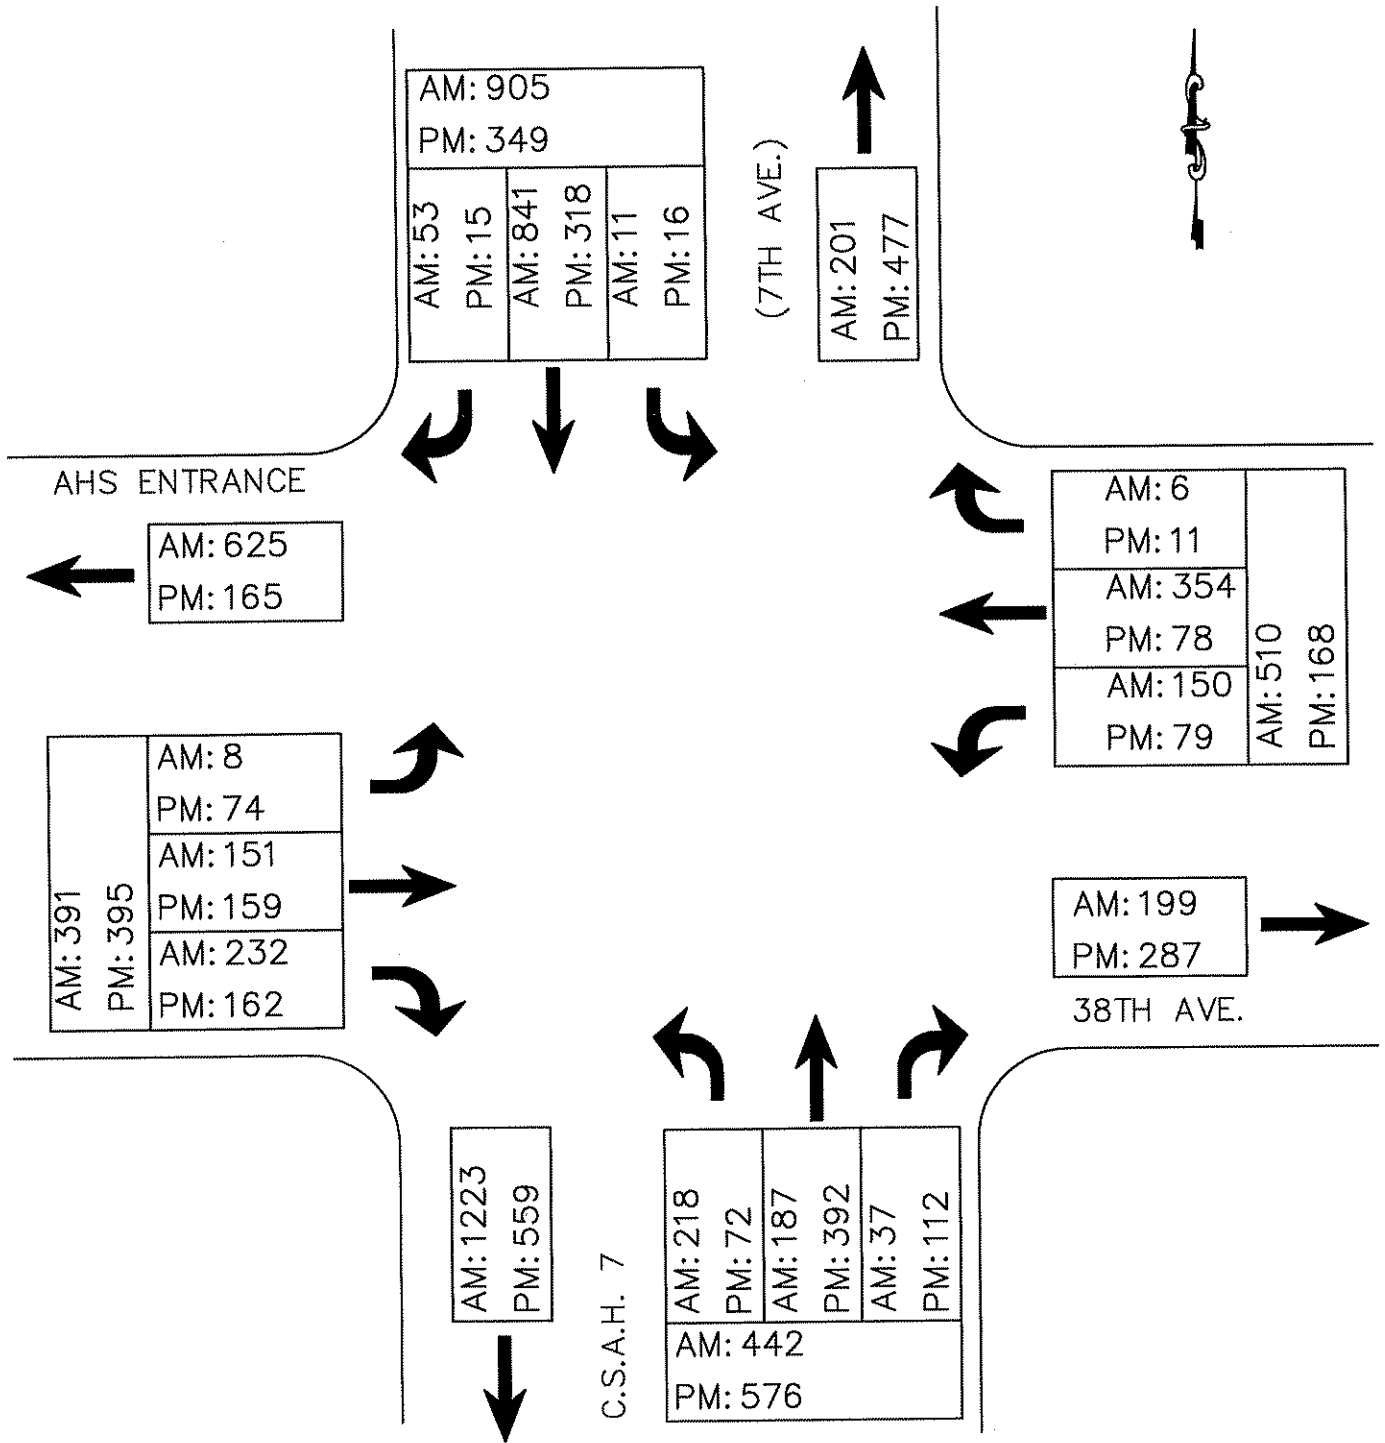 AM: 905
PM: 349
AM: 53
PM: 15
AM: 841
PM: 318
AM: 11
PM: 16
(7TH AVE.)
AM: 201
PM: 477
AHS ENTRANCE
AM: 625
PM: 165
AM: 6
PM: 11
AM: 354
PM: 78
AM: 150
PM: 79
AM: 510
PM: 168
AM: 391
PM: 395
AM: 8
PM: 74
AM: 151
PM: 159
AM: 232
PM: 162
AM: 199
PM: 287
38TH AVE.
AM: 1223
PM: 559
C.S.A.H. 7
AM: 218
PM: 72
AM: 187
PM: 392
AM: 37
PM: 112
AM: 442
PM: 576